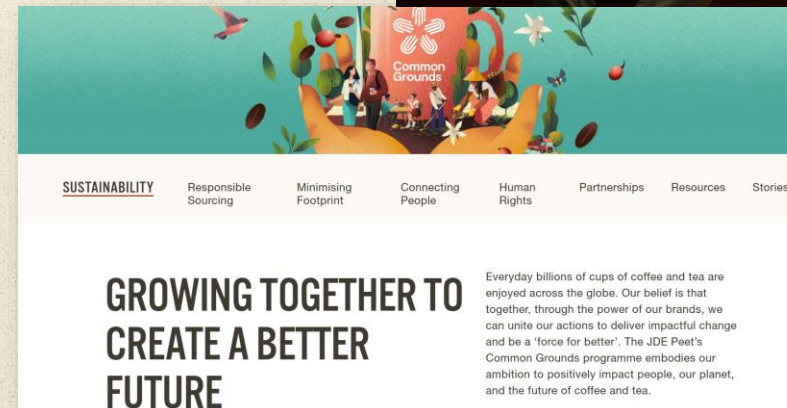 Common
Grounds
SUSTAINABILITY
Responsible
Sourcing
Minimising
Footprint
Connecting
People
Human
Rights
Partnerships
Resources
Stories
GROWING TOGETHER TO
CREATE A BETTER
FUTURE
Everyday billions of cups of coffee and tea are
enjoyed across the globe. Our belief is that
together, through the power of our brands, we
can unite our actions to deliver impactful change
and be a ‘force for better’. The JDE Peet’s
Common Grounds programme embodies our
ambition to positively impact people, our planet,
and the future of coffee and tea.